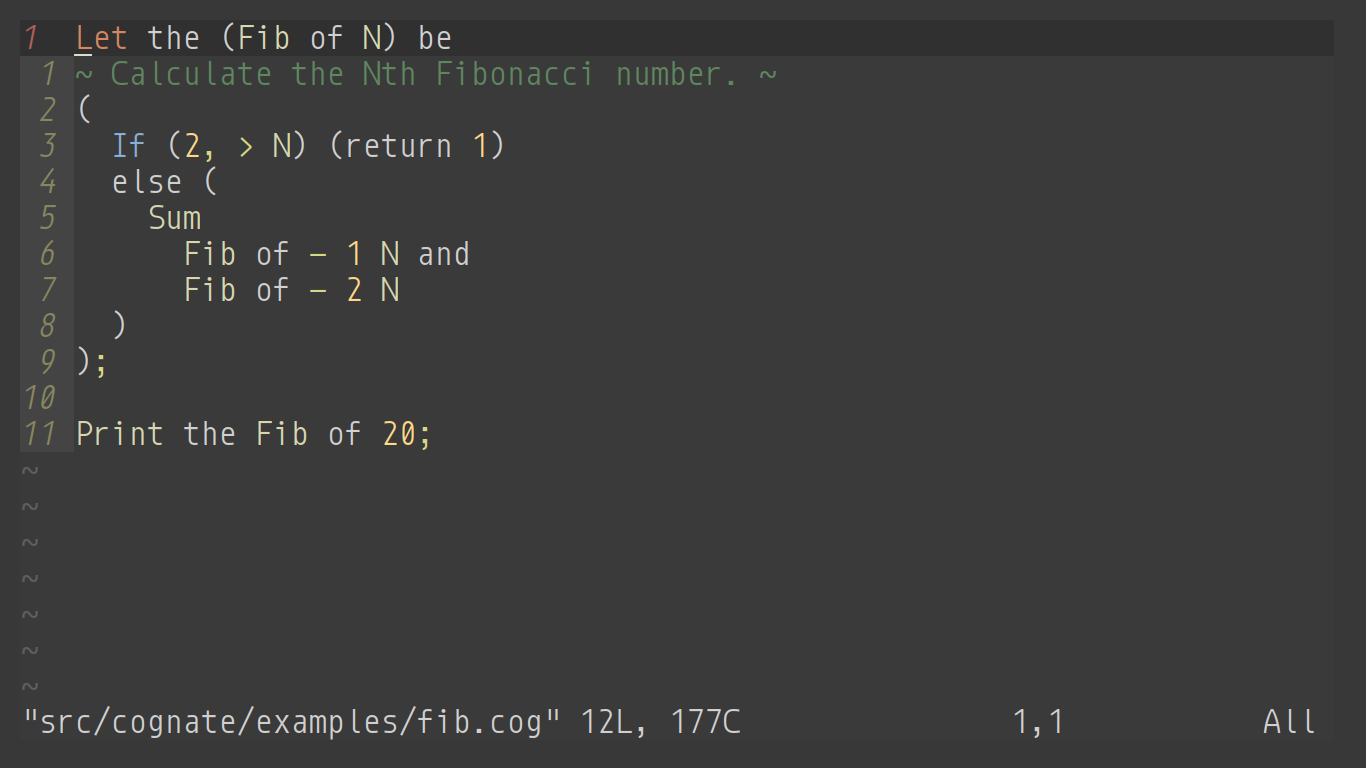 1  Let the (Fib of N) be
 1 ~ Calculate the Nth Fibonacci number. ~
 2 (
 3   If (2, > N) (return 1)
 4   else (
 5     Sum
 6       Fib of - 1 N and
 7       Fib of - 2 N
 8   )
 9 );
10
11 Print the Fib of 20;
~
~
~
~
~
~
~
"src/cognate/examples/fib.cog" 12L, 177C 1,1 All